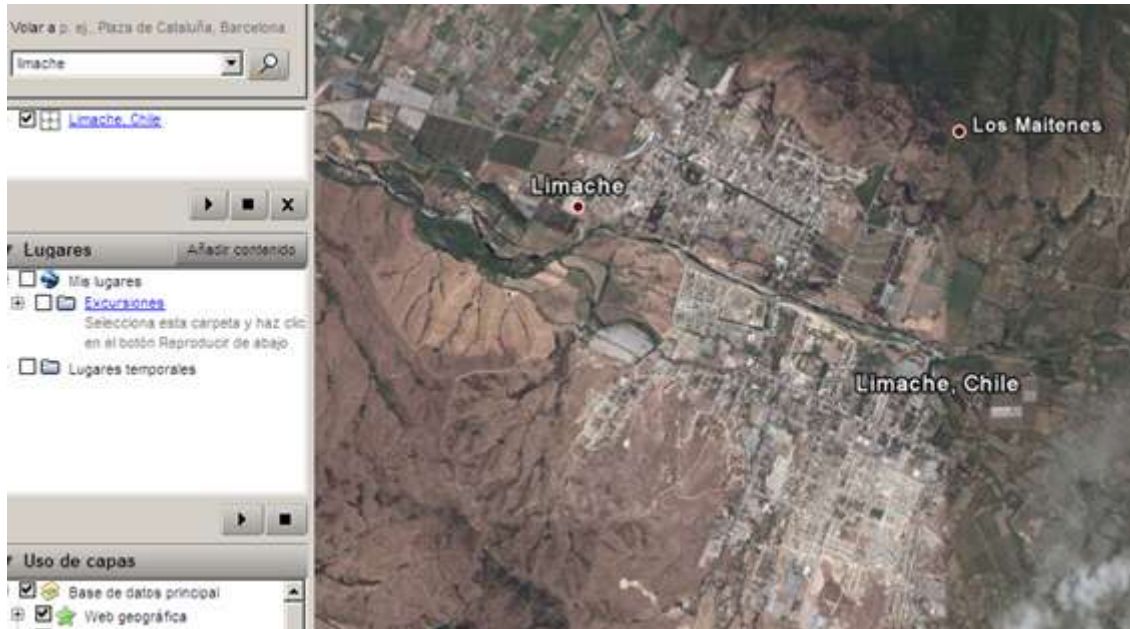 Volar a p. ej., Plaza de Cataluña, Barcelona
limache
Limache, Chile
Lugares
Añadir contenido
Mis lugares
Excursiones
Selecciona esta carpeta y haz clic
en el botón Reproducir de abajo
Lugares temporales
Uso de capas
Base de datos principal
Web geográfica
Los Maitenes
Limache
Limache, Chile